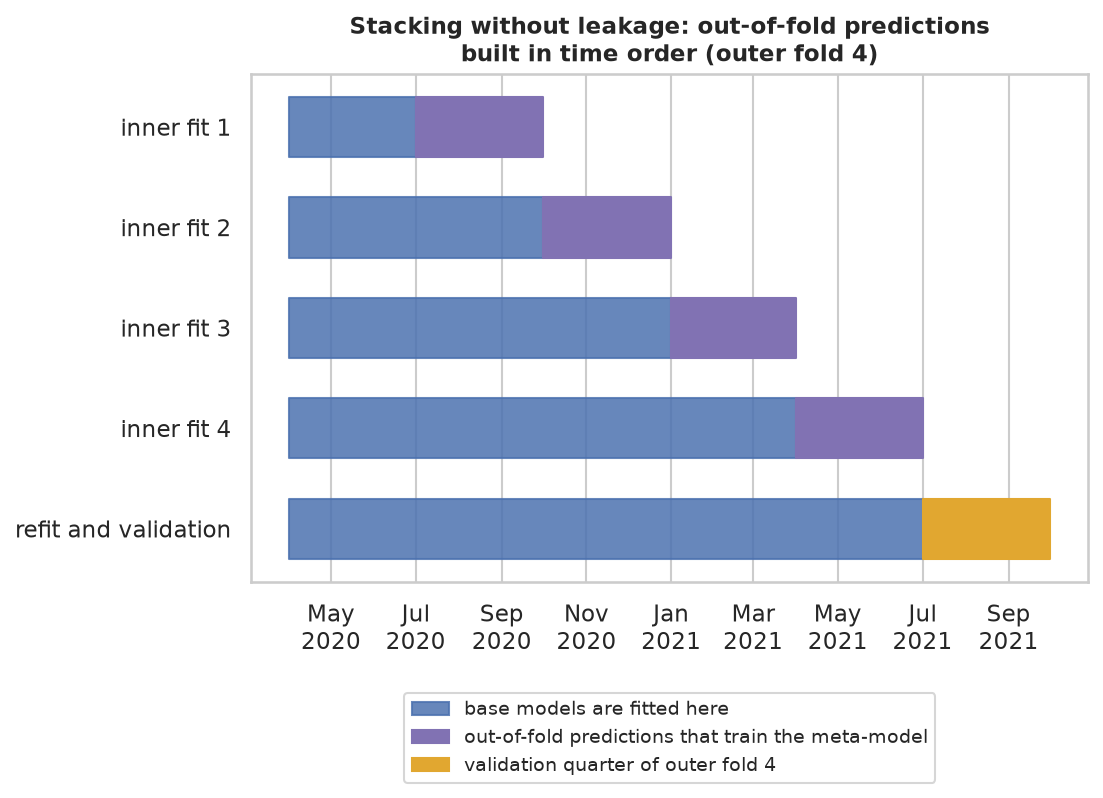 Stacking without leakage: out-of-fold predictions
built in time order (outer fold 4)
inner fit 1
inner fit 2
inner fit 3
inner fit 4
refit and validation
May Jul Sep Nov Jan Mar May Jul Sep
2020 2020 2020 2020 2021 2021 2021 2021 2021
base models are fitted here
out-of-fold predictions that train the meta-model
validation quarter of outer fold 4